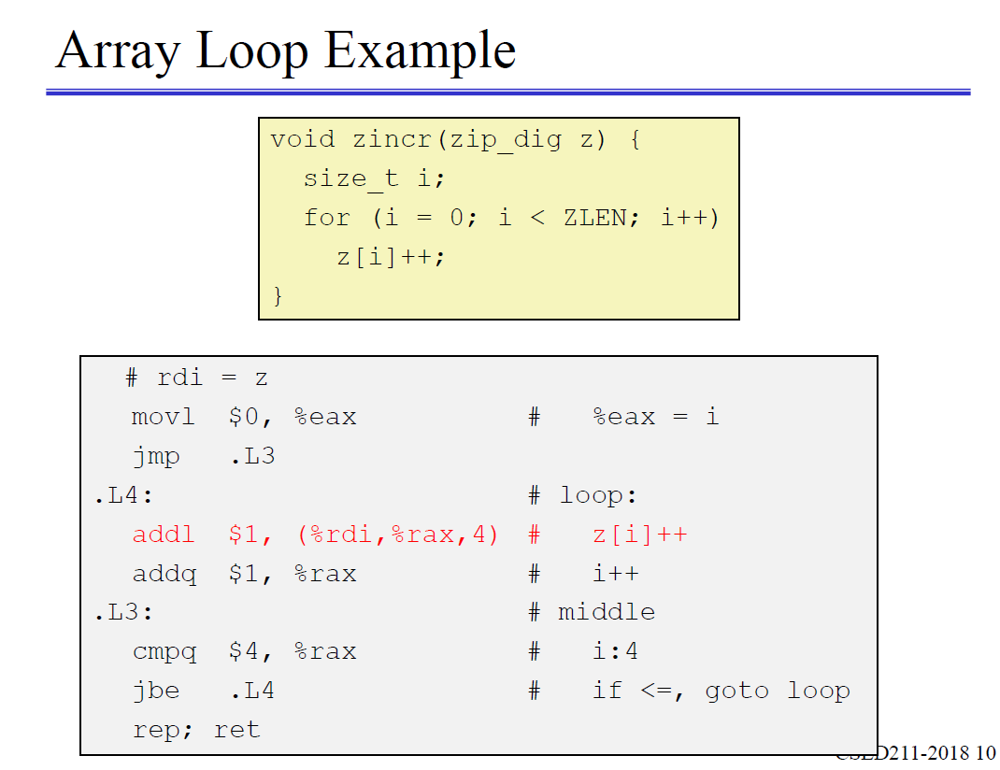 Array Loop Example
void zincr(zip_dig z) {
  size_t i;
  for (i = 0; i < ZLEN; i++)
    z[i]++;
}
  # rdi = z
  movl  $0, %eax          #   %eax = i
  jmp   .L3
.L4:                      # loop:
  addl  $1, (%rdi,%rax,4) #   z[i]++
  addq  $1, %rax          #   i++
.L3:                      # middle
  cmpq  $4, %rax          #   i:4
  jbe   .L4               #   if <=, goto loop
  rep; ret
CSED211-2018 10